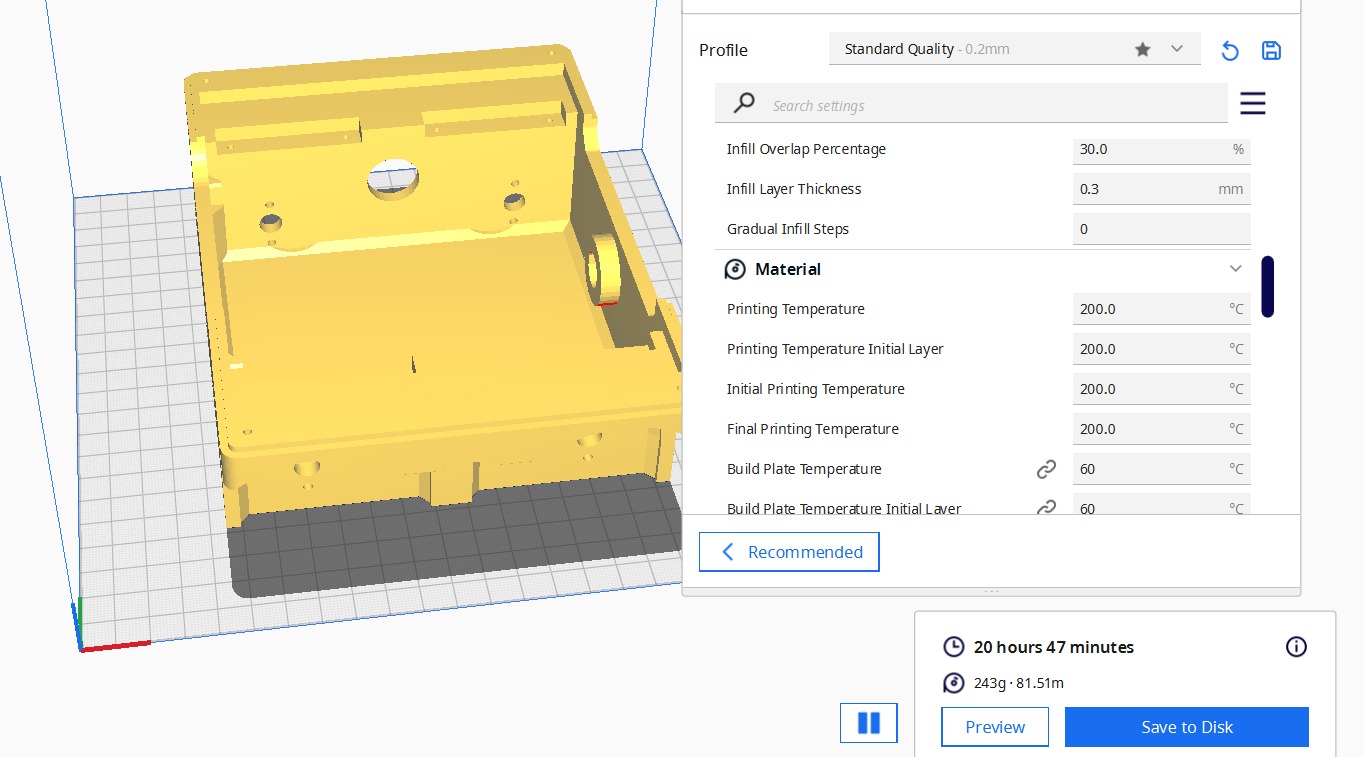 Profile
Standard Quality - 0.2mm
Search settings
Infill Overlap Percentage 30.0 %
Infill Layer Thickness 0.3 mm
Gradual Infill Steps 0
Material
Printing Temperature 200.0 °C
Printing Temperature Initial Layer 200.0 °C
Initial Printing Temperature 200.0 °C
Final Printing Temperature 200.0 °C
Build Plate Temperature 60 °C
Build Plate Temperature Initial Layer 60 °C
Recommended
20 hours 47 minutes
243g · 81.51m
Preview
Save to Disk